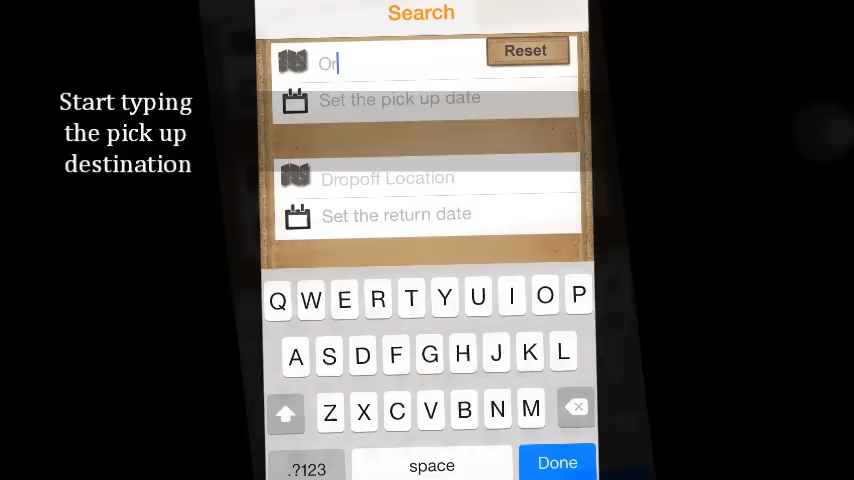 Search
Or
Reset
Set the pick up date
Start typing
the pick up
destination
Dropoff Location
Set the return date
Q W E R T Y U I O P
A S D F G H J K L
Z X C V B N M
.?123 space Done